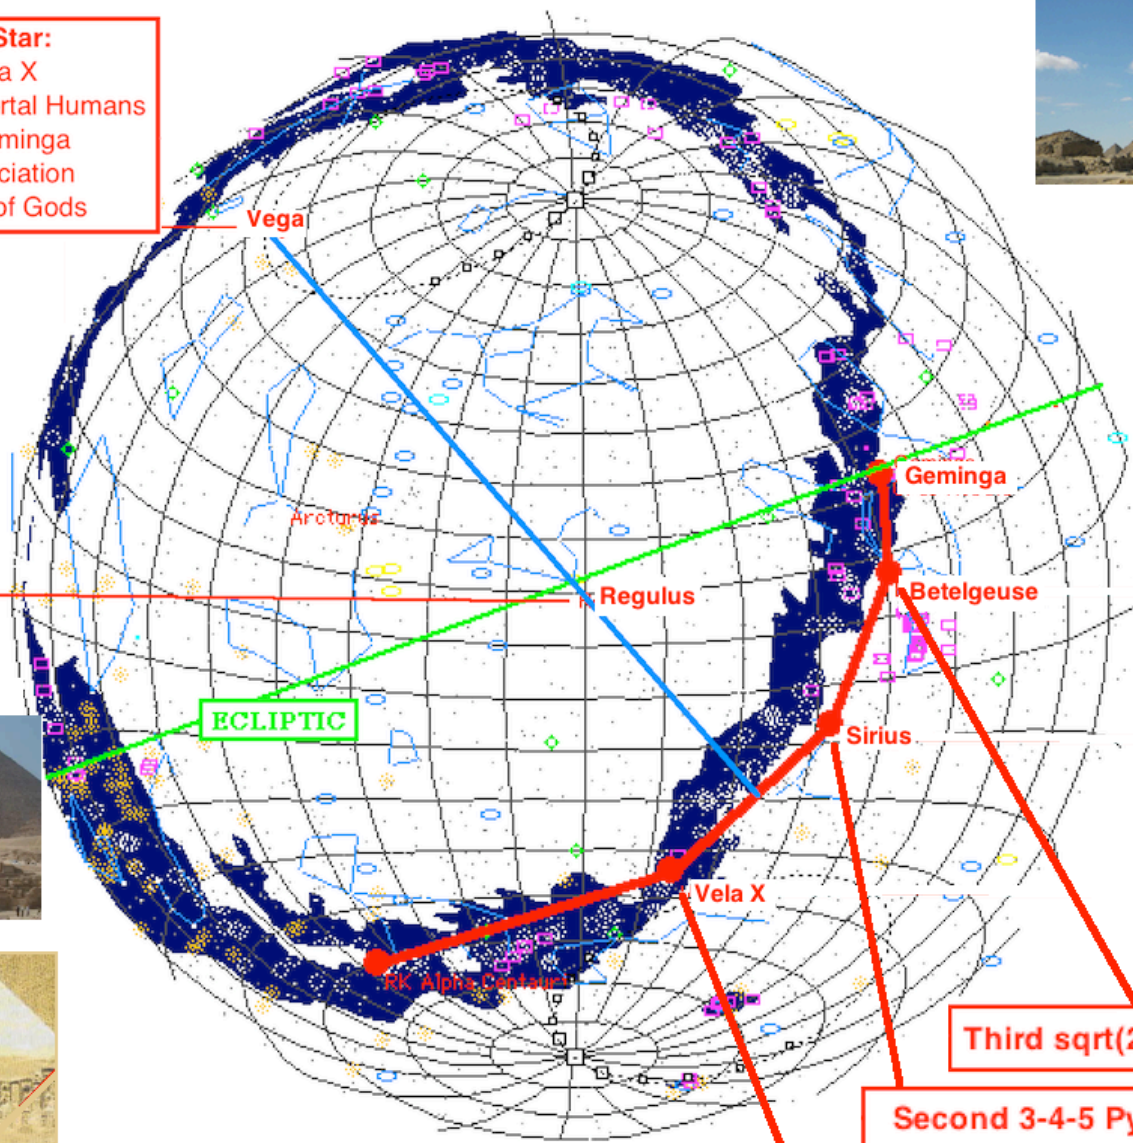 Star:
a X
rtal Humans
minga
ciation
of Gods
Vega
Geminga
Arcturus
Betelgeuse
Regulus
ECLIPTIC
Sirius
Vela X
RK Alpha Centauri
Third sqrt(2
Second 3-4-5 Py